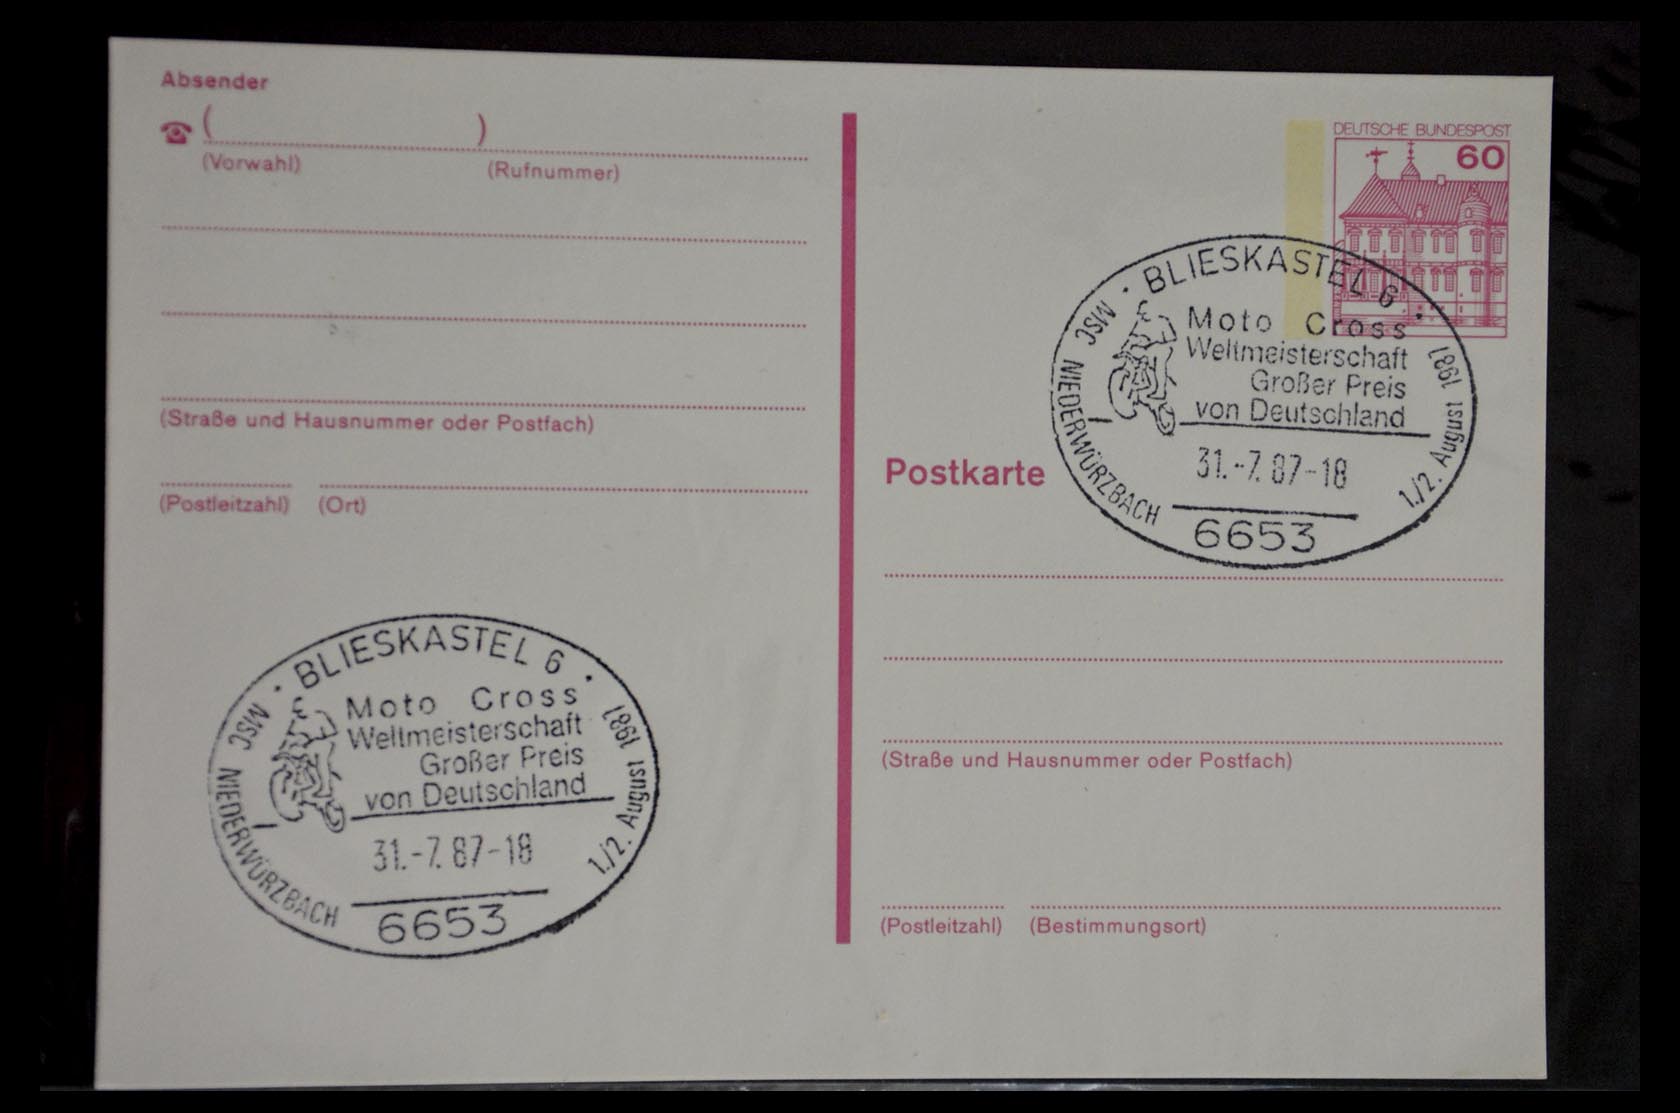 Absender
( )
(Vorwahl) (Rufnummer)
(Straße und Hausnummer oder Postfach)
(Postleitzahl) (Ort)
DEUTSCHE BUNDESPOST
60
· BLIESKASTEL 6 ·
MSC NIEDERWÜRZBACH
Moto Cross
Weltmeisterschaft
Großer Preis
von Deutschland
31.-7.87-18
1./2. August 1987
6653
Postkarte
(Straße und Hausnummer oder Postfach)
(Postleitzahl) (Bestimmungsort)
· BLIESKASTEL 6 ·
MSC NIEDERWÜRZBACH
Moto Cross
Weltmeisterschaft
Großer Preis
von Deutschland
31.-7.87-18
1./2. August 1987
6653